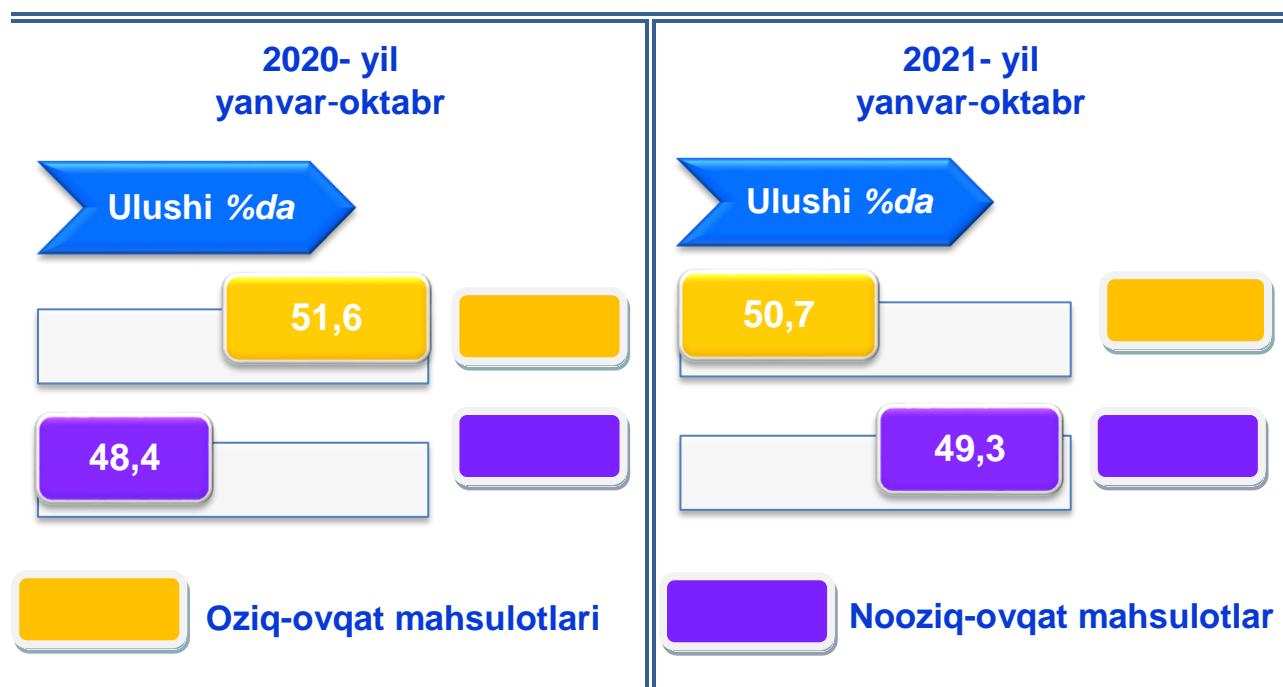 2020- yil
yanvar-oktabr
Ulushi %da
51,6
48,4
Oziq-ovqat mahsulotlari
2021- yil
yanvar-oktabr
Ulushi %da
50,7
49,3
Nooziq-ovqat mahsulotlar